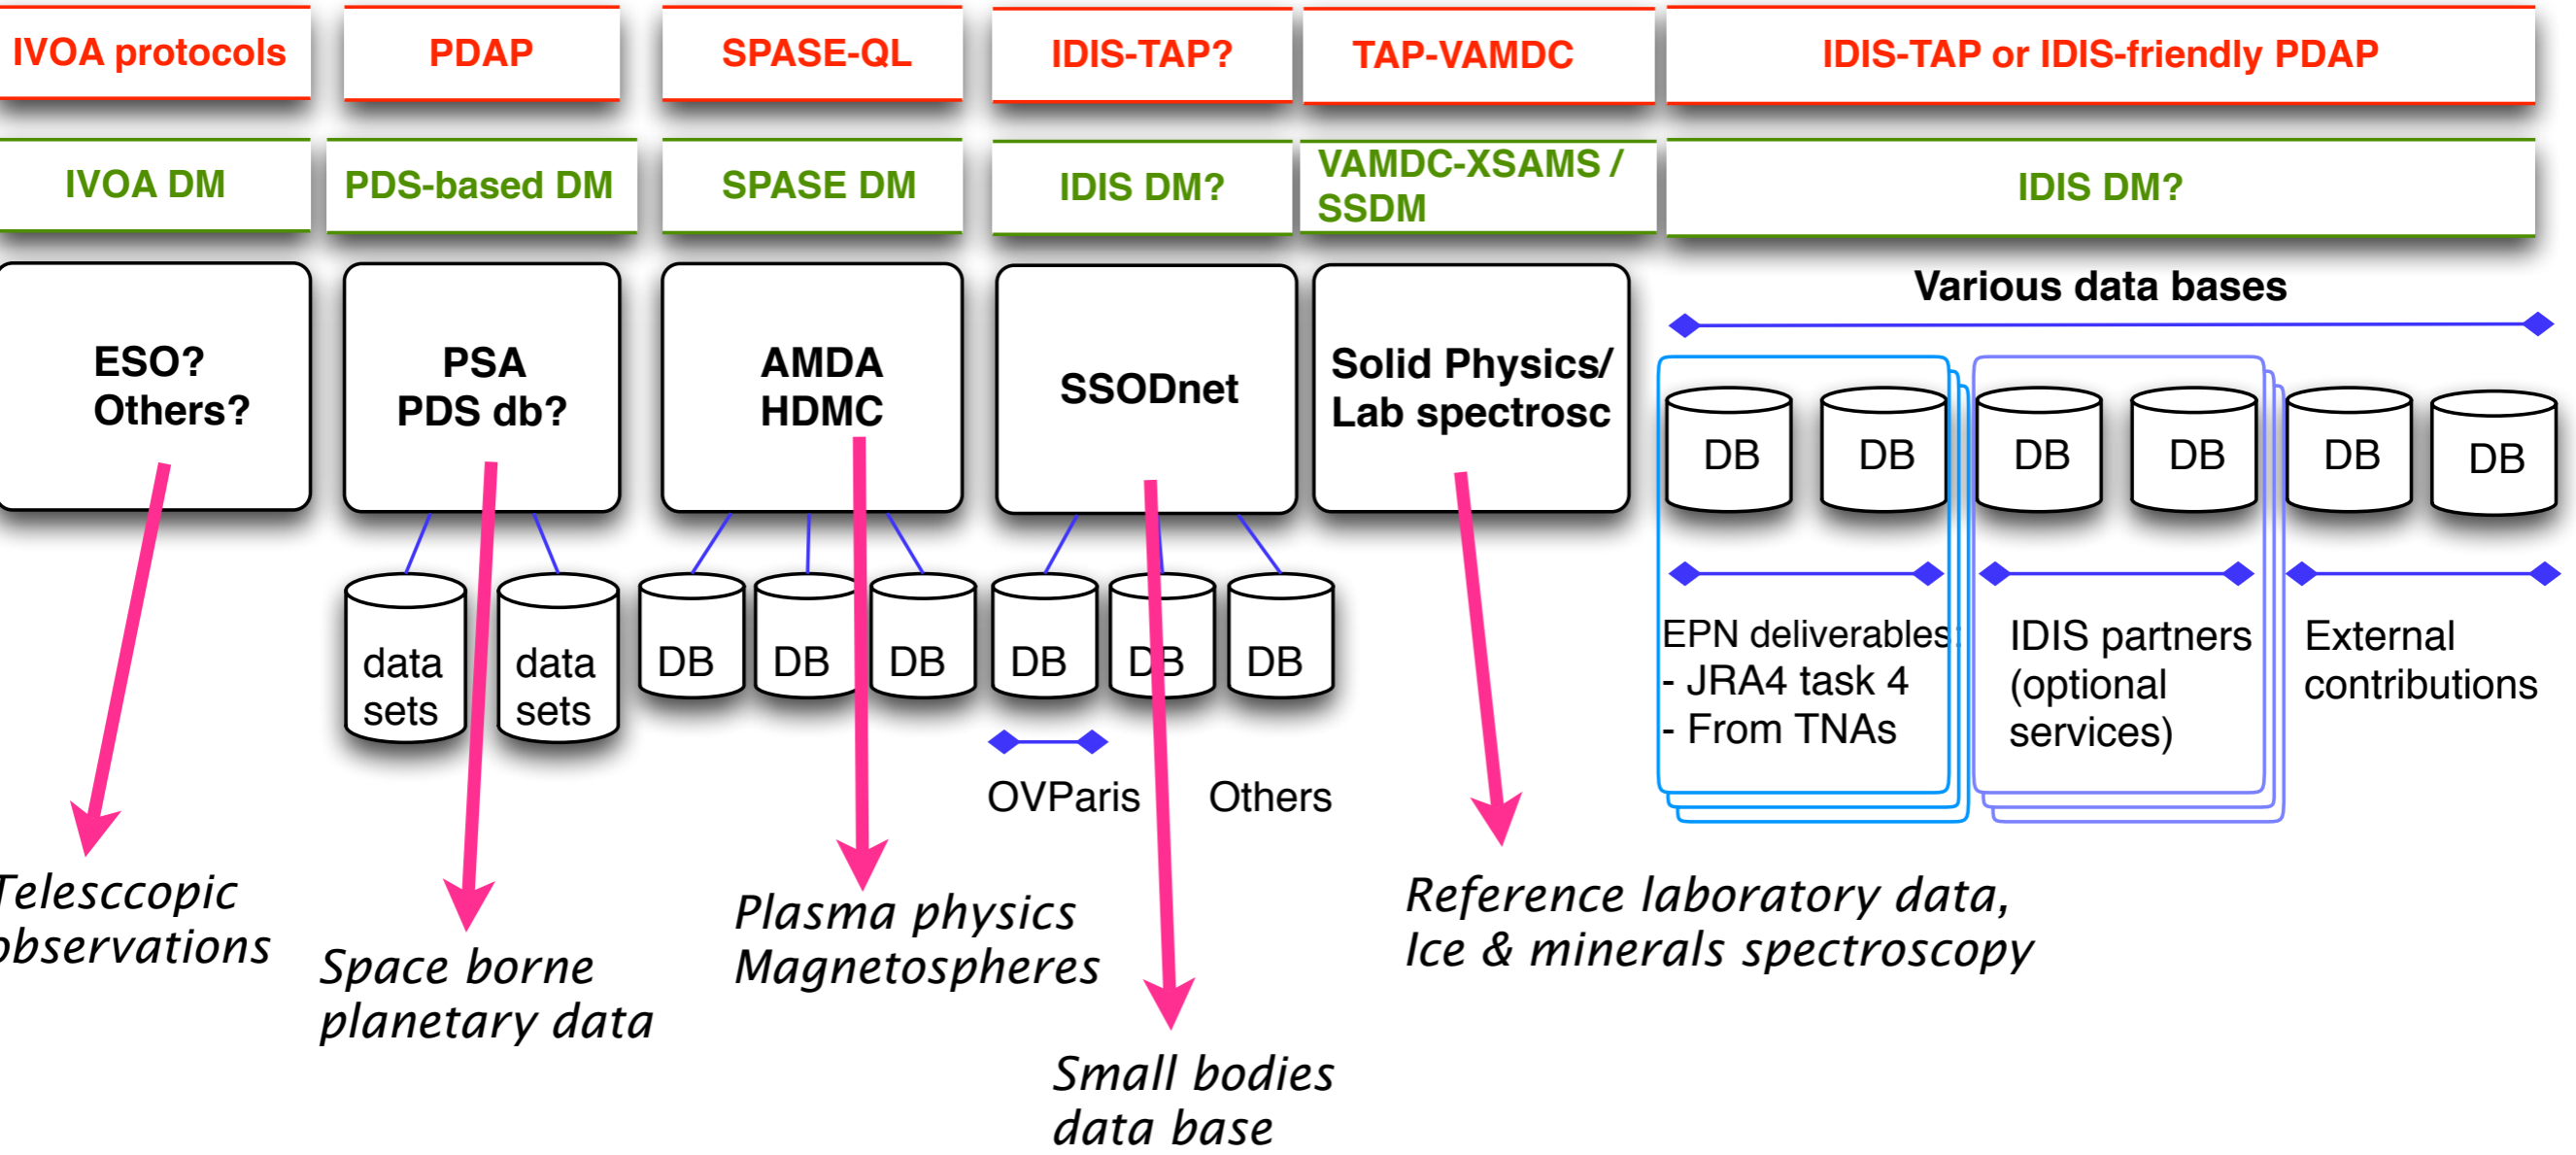 IVOA protocols
PDAP
SPASE-QL
IDIS-TAP?
TAP-VAMDC
IDIS-TAP or IDIS-friendly PDAP
IVOA DM
PDS-based DM
SPASE DM
IDIS DM?
VAMDC-XSAMS /
SSDM
IDIS DM?
ESO?
Others?
PSA
PDS db?
AMDA
HDMC
SSODnet
Solid Physics/
Lab spectrosc
Various data bases
DB
DB
DB
DB
DB
DB
data
sets
data
sets
DB
DB
DB
DB
DB
DB
OVParis
Others
EPN deliverables:
- JRA4 task 4
- From TNAs
IDIS partners
(optional
services)
External
contributions
Telesccopic
observations
Space borne
planetary data
Plasma physics
Magnetospheres
Small bodies
data base
Reference laboratory data,
Ice & minerals spectroscopy